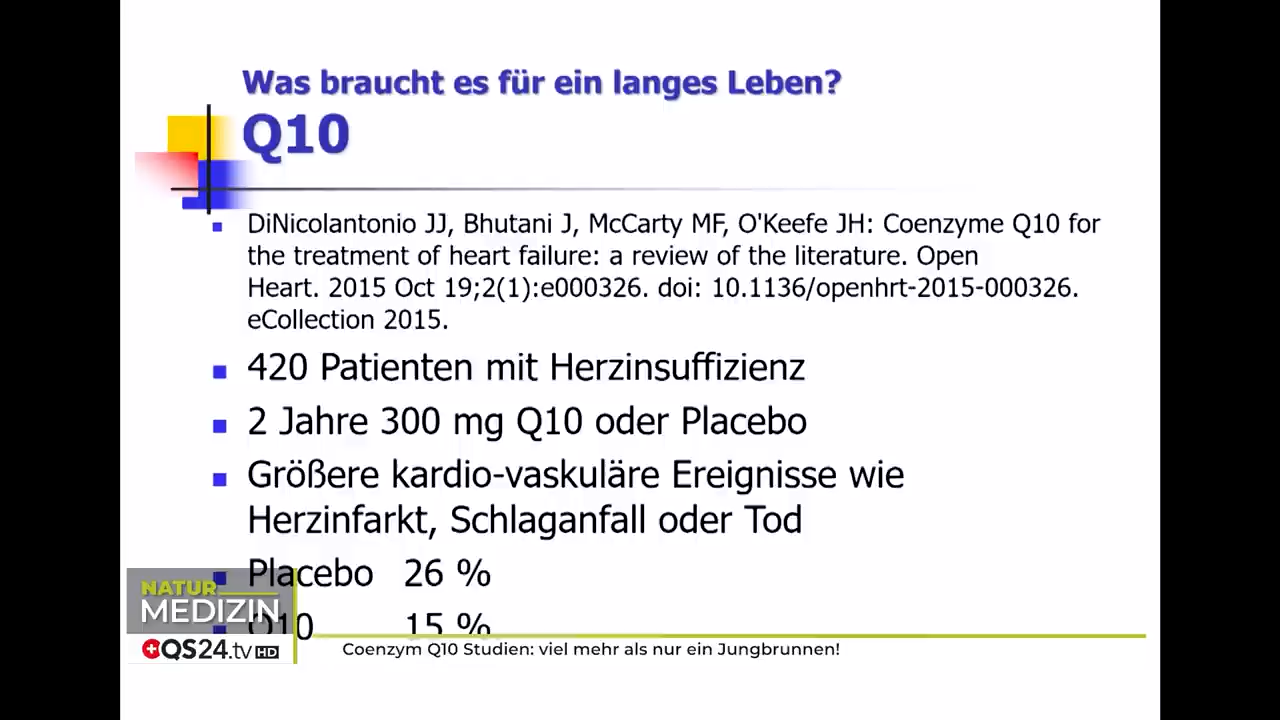 Was braucht es für ein langes Leben?
Q10
DiNicolantonio JJ, Bhutani J, McCarty MF, O'Keefe JH: Coenzyme Q10 for
the treatment of heart failure: a review of the literature. Open
Heart. 2015 Oct 19;2(1):e000326. doi: 10.1136/openhrt-2015-000326.
eCollection 2015.
420 Patienten mit Herzinsuffizienz
2 Jahre 300 mg Q10 oder Placebo
Größere kardio-vaskuläre Ereignisse wie
Herzinfarkt, Schlaganfall oder Tod
Placebo 26 %
Q10 15 %
NATUR
MEDIZIN
QS24.tv HD
Coenzym Q10 Studien: viel mehr als nur ein Jungbrunnen!